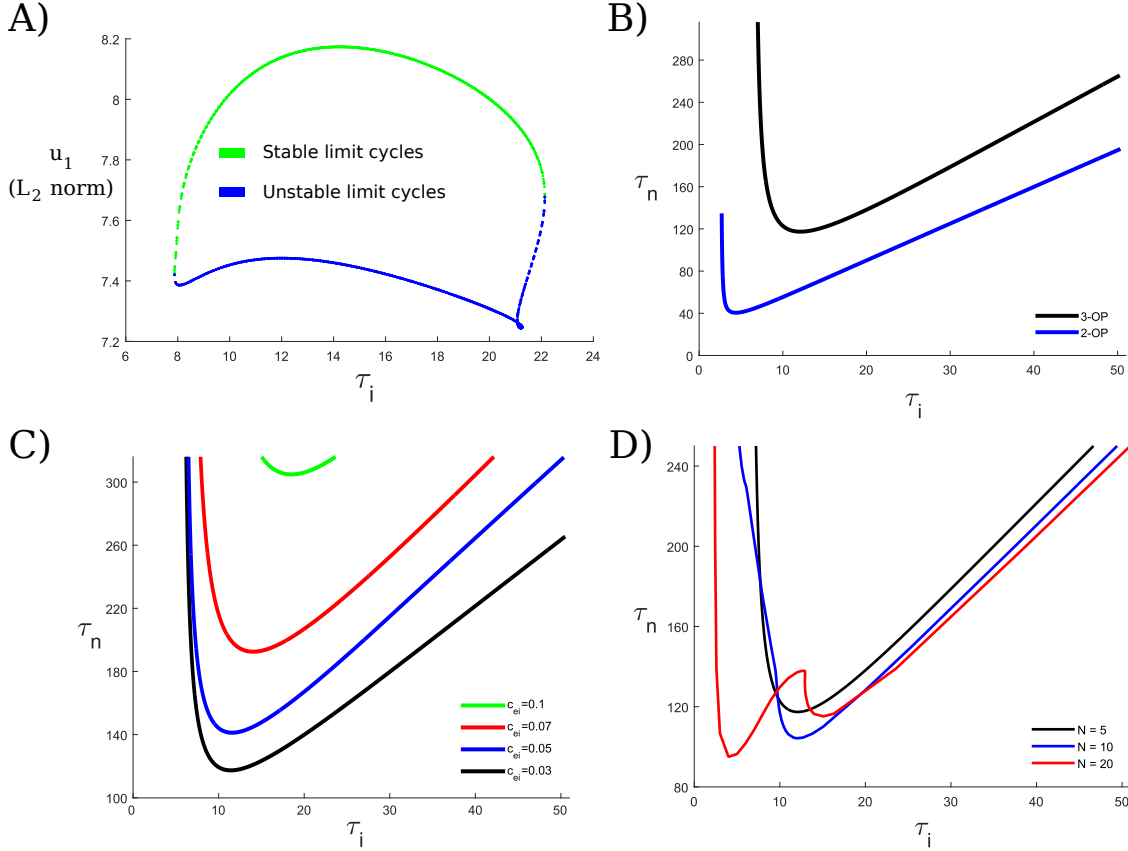 A)
8.2
8
7.8
7.6
7.4
7.2
u1
(L2 norm)
Stable limit cycles
Unstable limit cycles
6 8 10 12 14 16 18 20 22 24
τi
B)
280
240
200
160
120
80
40
0
τn
3-OP
2-OP
0 10 20 30 40 50
τi
C)
300
260
220
180
140
100
τn
cei=0.1
cei=0.07
cei=0.05
cei=0.03
0 10 20 30 40 50
τi
D)
240
200
160
120
80
τn
N = 5
N = 10
N = 20
0 10 20 30 40 50
τi